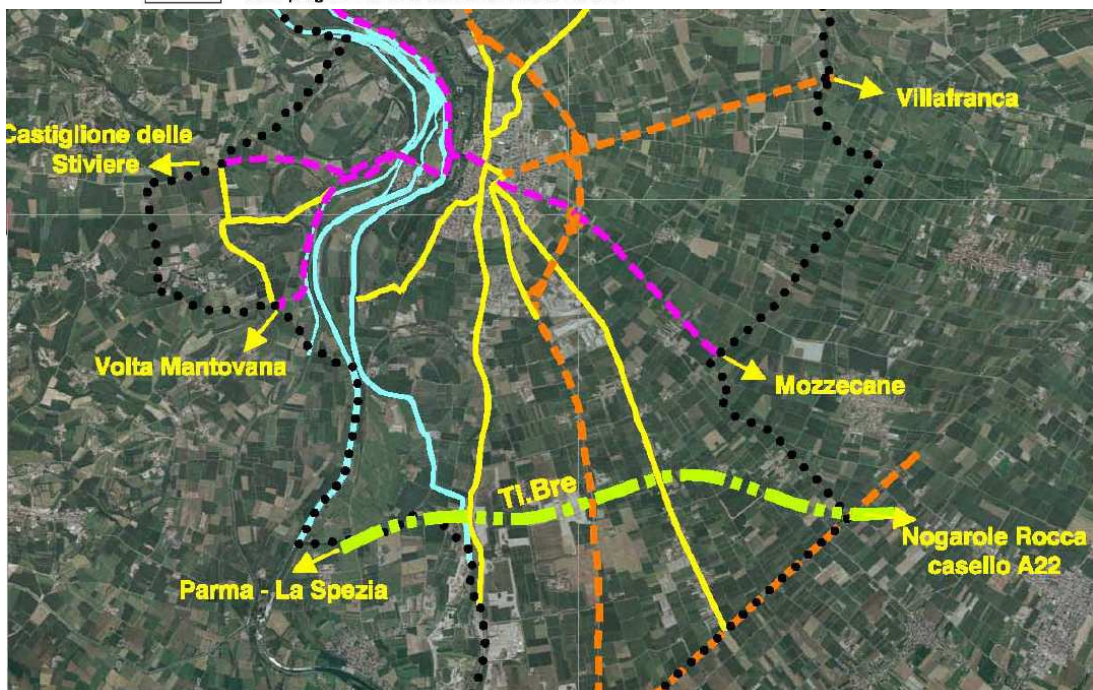 Villafranca
Castiglione delle
Stiviere
Volta Mantovana
Mozzecane
TI.Bre
Nogarole Rocca
casello A22
Parma - La Spezia